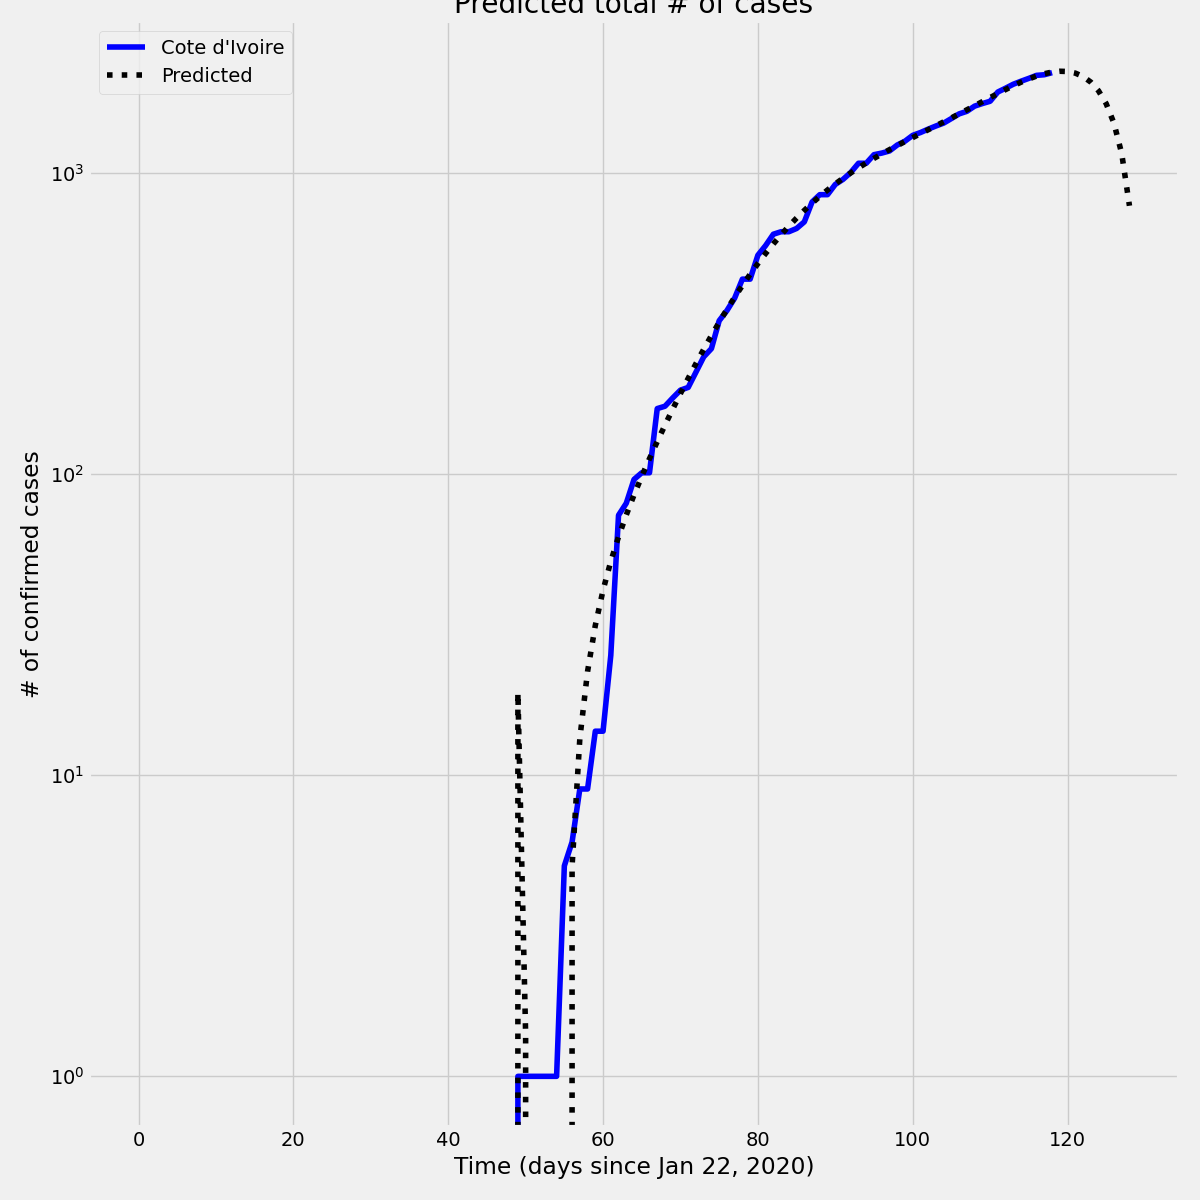 Predicted total # of cases
Cote d'Ivoire
Predicted
10³
10²
10¹
10⁰
# of confirmed cases
0 20 40 60 80 100 120
Time (days since Jan 22, 2020)